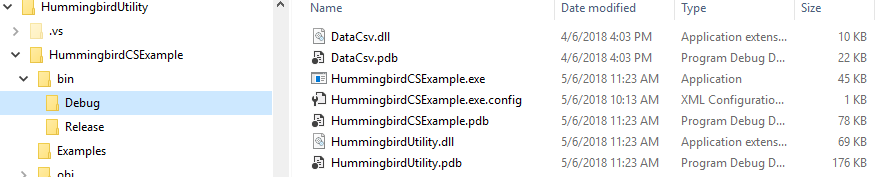 HummingbirdUtility
.vs
HummingbirdCSExample
bin
Debug
Release
Examples
obj
Name Date modified Type Size
DataCsv.dll 4/6/2018 4:03 PM Application exten... 10 KB
DataCsv.pdb 4/6/2018 4:03 PM Program Debug D... 22 KB
HummingbirdCSExample.exe 5/6/2018 11:23 AM Application 45 KB
HummingbirdCSExample.exe.config 5/6/2018 10:13 AM XML Configuratio... 1 KB
HummingbirdCSExample.pdb 5/6/2018 11:23 AM Program Debug D... 78 KB
HummingbirdUtility.dll 5/6/2018 11:23 AM Application exten... 69 KB
HummingbirdUtility.pdb 5/6/2018 11:23 AM Program Debug D... 176 KB